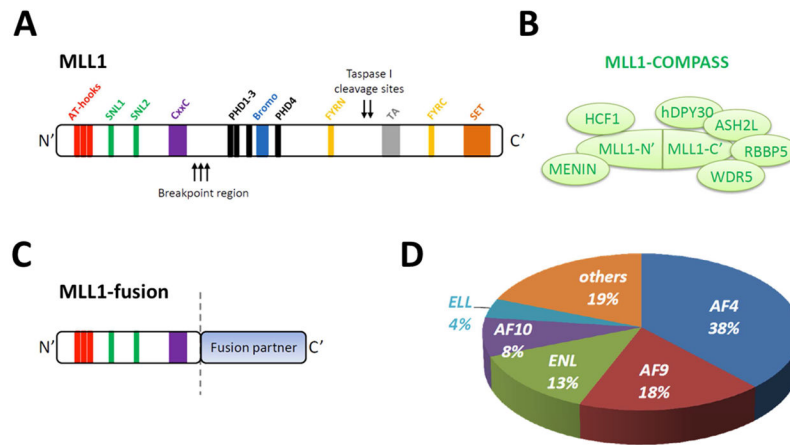 A
MLL1
AT-hooks
SNL1
SNL2
CxxC
PHD1-3
Bromo
PHD4
FYRN
Taspase I
cleavage sites
TA
FYRC
SET
N′
C′
Breakpoint region
B
MLL1-COMPASS
HCF1
hDPY30
ASH2L
MLL1-N′
MLL1-C′
RBBP5
MENIN
WDR5
C
MLL1-fusion
N′
Fusion partner
C′
D
others
19%
AF4
38%
ELL
4%
AF10
8%
ENL
13%
AF9
18%